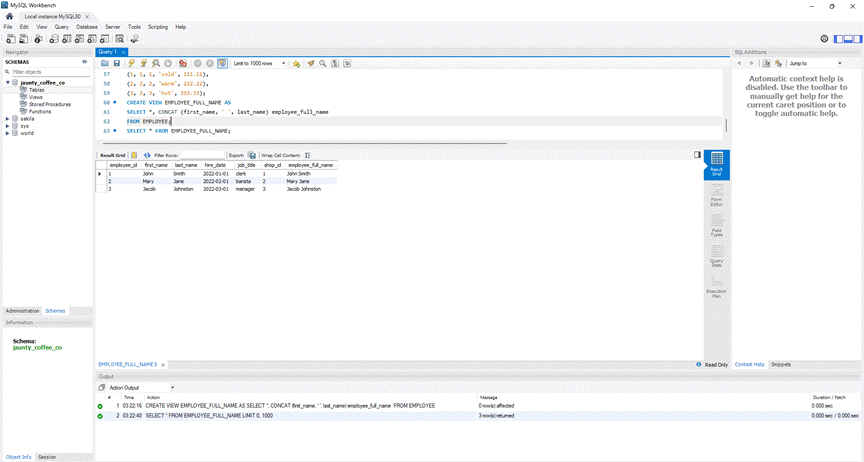 MySQL Workbench
Local instance MySQL80
File Edit View Query Database Server Tools Scripting Help
Navigator
SCHEMAS
Filter objects
jaunty_coffee_co
Tables
Views
Stored Procedures
Functions
sakila
sys
world
Administration Schemas
Information
Schema:
jaunty_coffee_co
Object Info Session
Query 1
Limit to 1000 rows
57 (1, 1, 1, 'cold', 111.11),
58 (2, 2, 2, 'warm', 222.22),
59 (3, 3, 3, 'hot', 333.33);
60 CREATE VIEW EMPLOYEE_FULL_NAME AS
61 SELECT *, CONCAT (first_name, ' ', last_name) employee_full_name
62 FROM EMPLOYEE;
63 SELECT * FROM EMPLOYEE_FULL_NAME;
Result Grid Filter Rows: Export: Wrap Cell Content:
employee_id first_name last_name hire_date job_title shop_id employee_full_name
1 John Smith 2022-01-01 clerk 1 John Smith
2 Mary Jane 2022-02-01 barista 2 Mary Jane
3 Jacob Johnston 2022-03-01 manager 3 Jacob Johnston
Result Grid
Form Editor
Field Types
Query Stats
Execution Plan
EMPLOYEE_FULL_NAME 5
Read Only
SQLAdditions
Jump to
Automatic context help is
disabled. Use the toolbar to
manually get help for the
current caret position or to
toggle automatic help.
Context Help Snippets
Output
Action Output
# Time Action Message Duration / Fetch
1 03:22:16 CREATE VIEW EMPLOYEE_FULL_NAME AS SELECT *, CONCAT (first_name, ' ', last_name) employee_full_name FROM EMPLOYEE 0 row(s) affected 0.000 sec
2 03:22:40 SELECT * FROM EMPLOYEE_FULL_NAME LIMIT 0, 1000 3 row(s) returned 0.000 sec / 0.000 sec